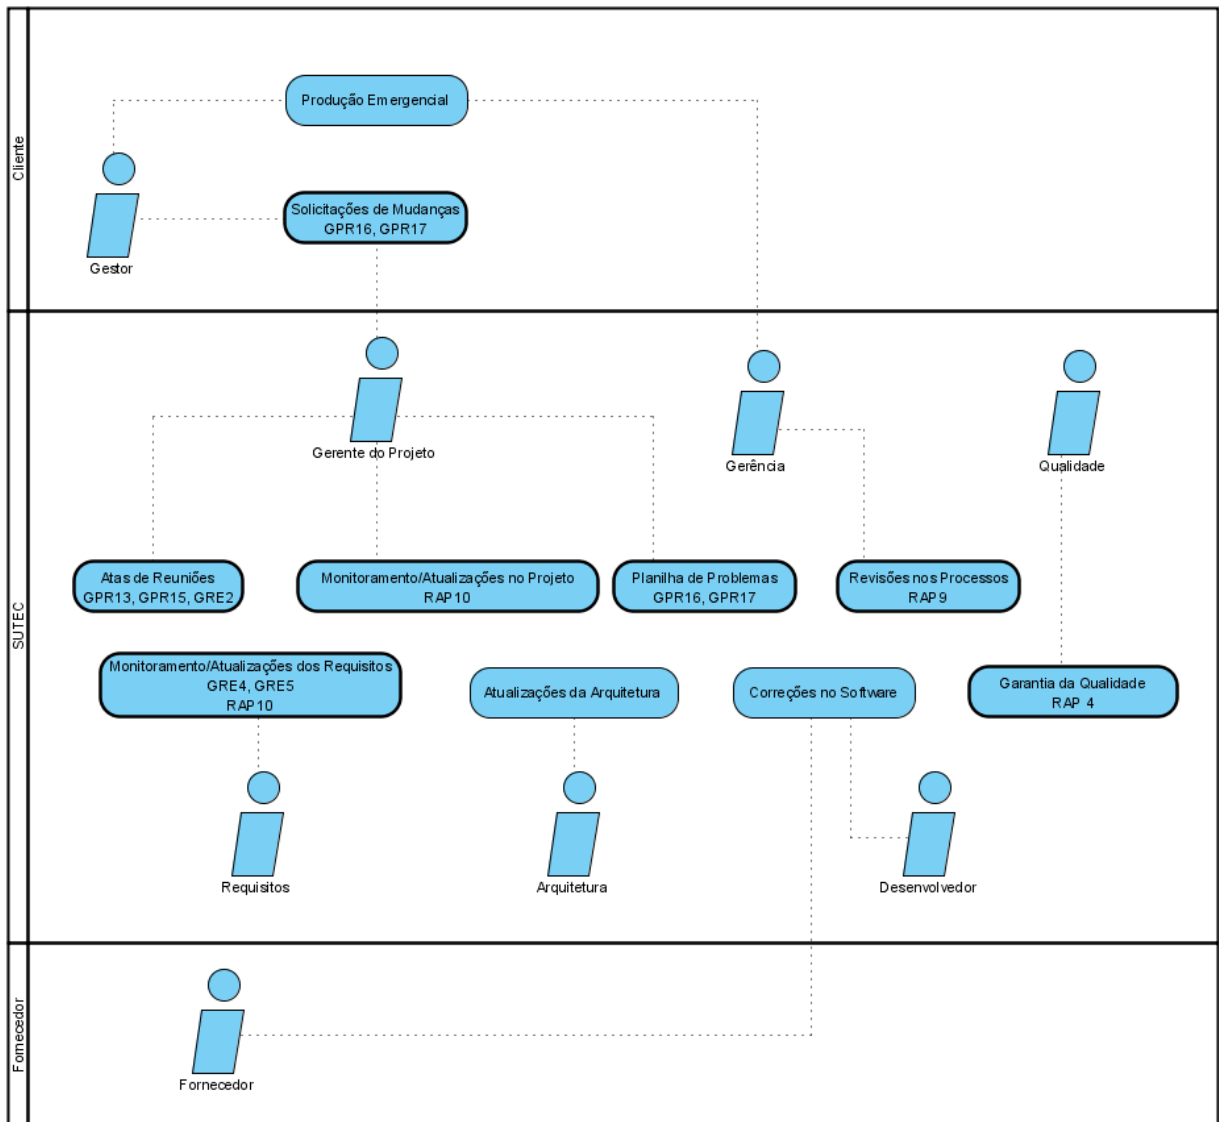 Cliente
Produção Emergencial
Solicitações de Mudanças
GPR16, GPR17
Gestor
SUTEC
Gerente do Projeto
Gerência
Qualidade
Atas de Reuniões
GPR13, GPR15, GRE2
Monitoramento/Atualizações no Projeto
RAP10
Planilha de Problemas
GPR16, GPR17
Revisões nos Processos
RAP9
Monitoramento/Atualizações dos Requisitos
GRE4, GRE5
RAP10
Atualizações da Arquitetura
Correções no Software
Garantia da Qualidade
RAP 4
Requisitos
Arquitetura
Desenvolvedor
Fornecedor
Fornecedor